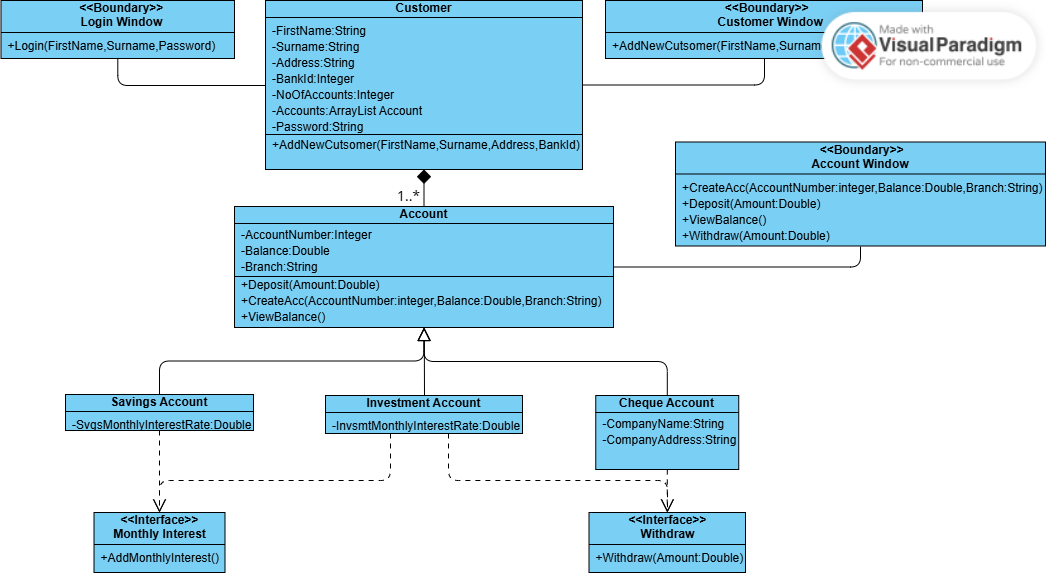 <<Boundary>>
Login Window
+Login(FirstName,Surname,Password)
Customer
-FirstName:String
-Surname:String
-Address:String
-BankId:Integer
-NoOfAccounts:Integer
-Accounts:ArrayList Account
-Password:String
+AddNewCutsomer(FirstName,Surname,Address,BankId)
<<Boundary>>
Customer Window
+AddNewCutsomer(FirstName,Surnam
Made with
Visual Paradigm
For non-commercial use
<<Boundary>>
Account Window
+CreateAcc(AccountNumber:integer,Balance:Double,Branch:String)
+Deposit(Amount:Double)
+ViewBalance()
+Withdraw(Amount:Double)
1..*
Account
-AccountNumber:Integer
-Balance:Double
-Branch:String
+Deposit(Amount:Double)
+CreateAcc(AccountNumber:integer,Balance:Double,Branch:String)
+ViewBalance()
Savings Account
-SvgsMonthlyInterestRate:Double
Investment Account
-InvsmtMonthlyInterestRate:Double
Cheque Account
-CompanyName:String
-CompanyAddress:String
<<Interface>>
Monthly Interest
+AddMonthlyInterest()
<<Interface>>
Withdraw
+Withdraw(Amount:Double)